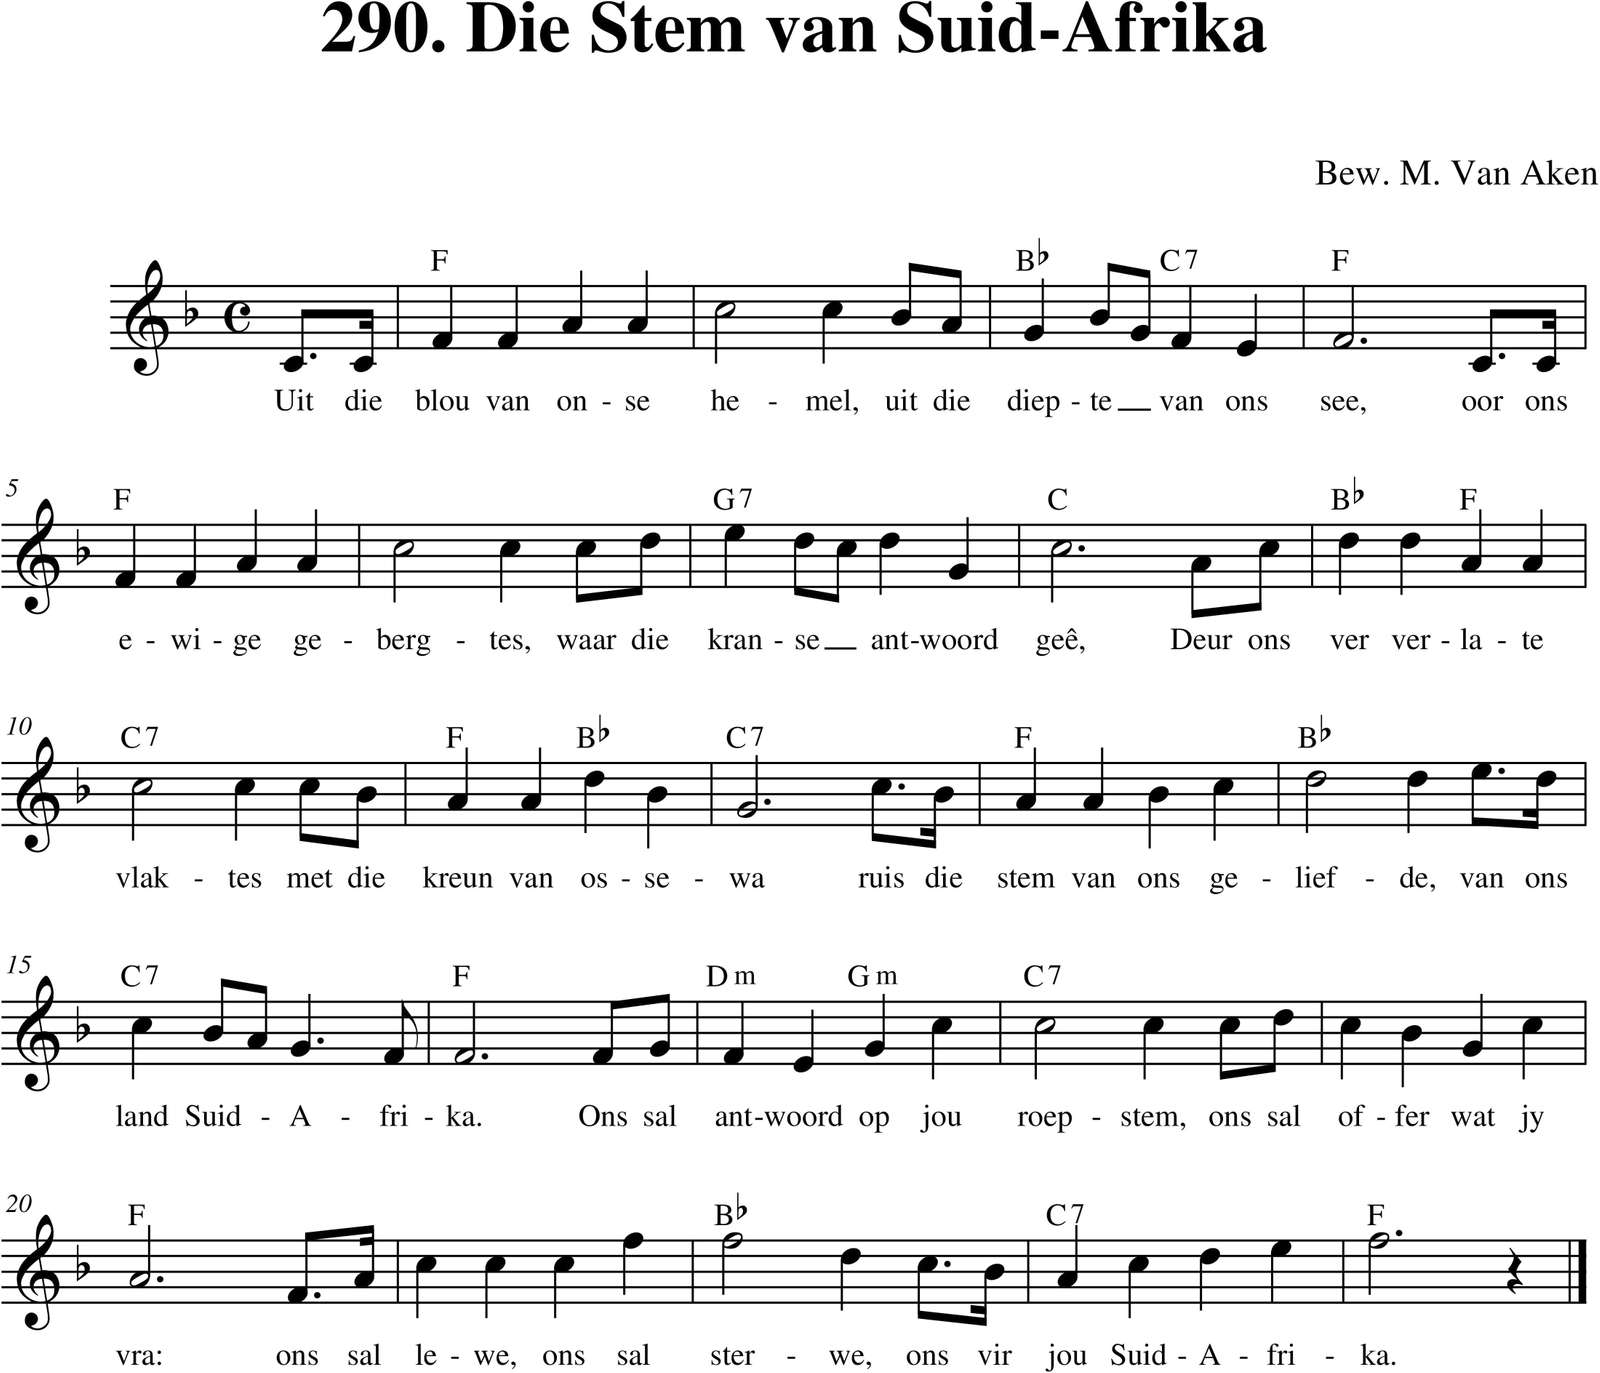 290. Die Stem van Suid-Afrika
Bew. M. Van Aken
F B♭ C7 F
Uit die blou van on - se he - mel, uit die diep - te __ van ons see, oor ons
5
F G7 C B♭ F
e - wi - ge ge - berg - tes, waar die kran - se __ ant-woord geê, Deur ons ver ver - la - te
10
C7 F B♭ C7 F B♭
vlak - tes met die kreun van os - se - wa ruis die stem van ons ge - lief - de, van ons
15
C7 F Dm Gm C7
land Suid - A - fri - ka. Ons sal ant-woord op jou roep - stem, ons sal of - fer wat jy
20
F B♭ C7 F
vra: ons sal le - we, ons sal ster - we, ons vir jou Suid - A - fri - ka.